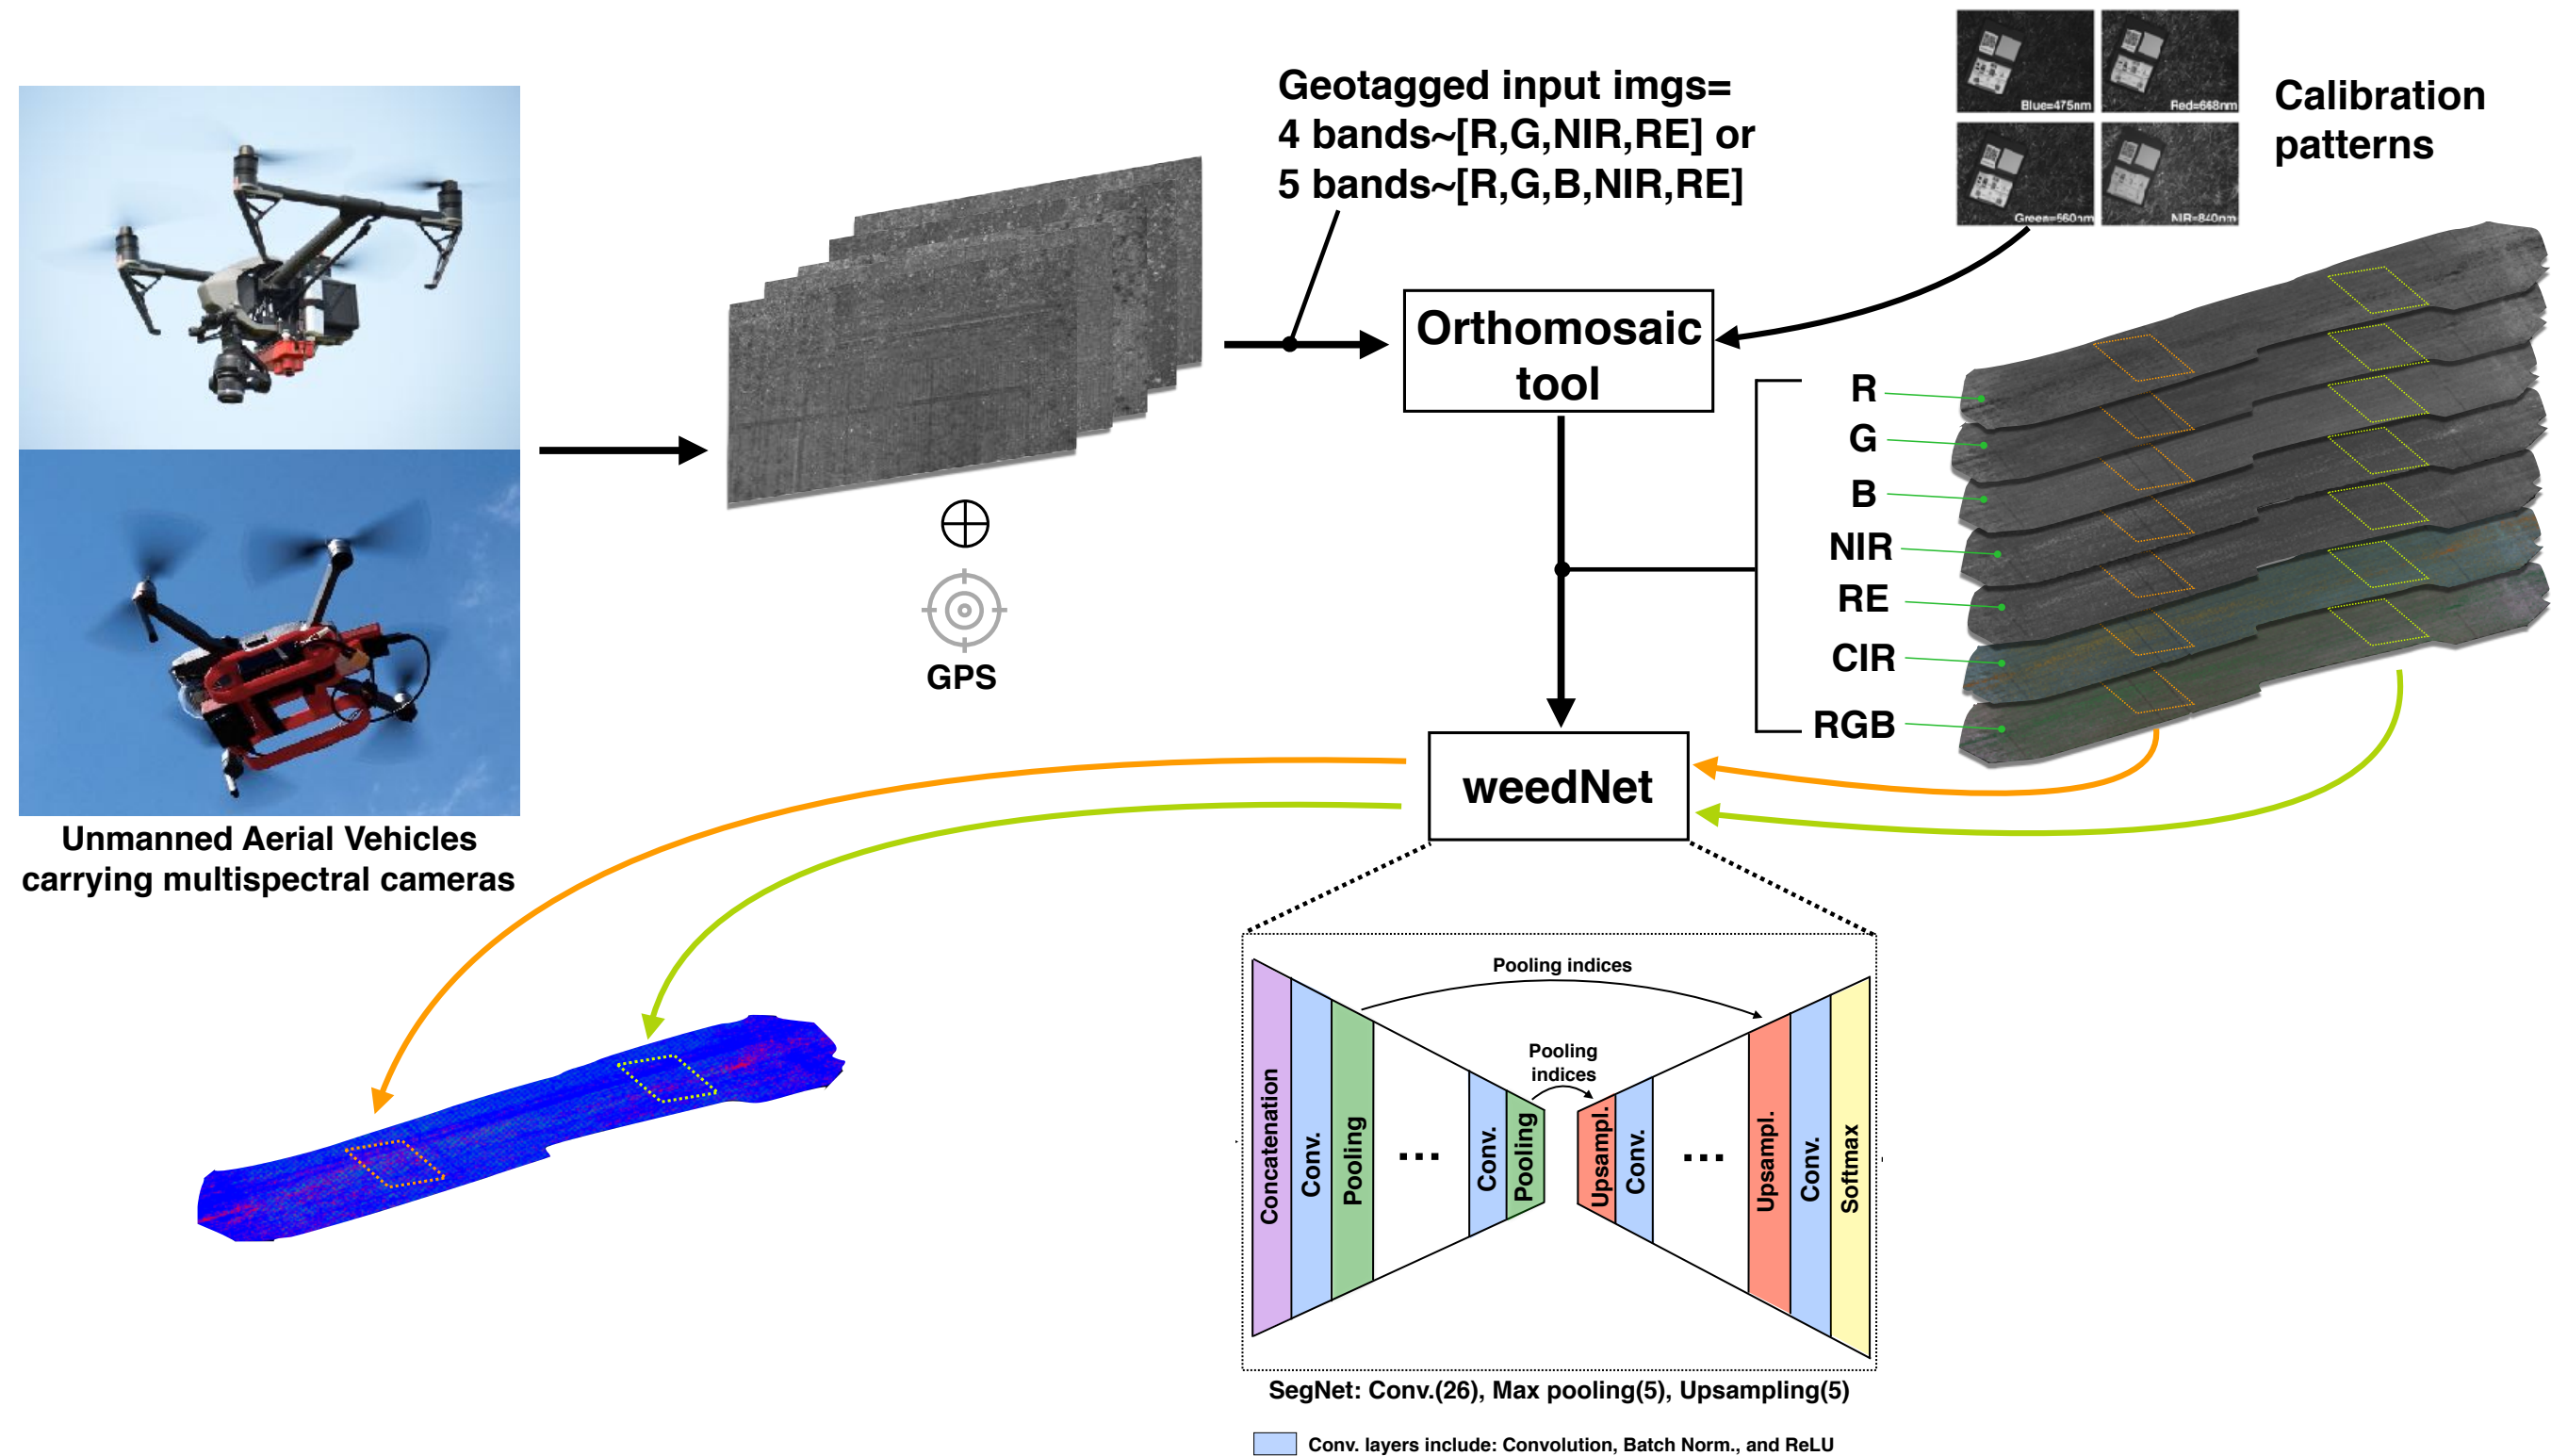 Geotagged input imgs=
4 bands~[R,G,NIR,RE] or
5 bands~[R,G,B,NIR,RE]
Blue=475nm
Red=668nm
Green=560nm
NIR=840nm
Calibration
patterns
Orthomosaic
tool
R
G
B
NIR
RE
CIR
RGB
GPS
Unmanned Aerial Vehicles
carrying multispectral cameras
weedNet
Pooling indices
Pooling
indices
Concatenation
Conv.
Pooling
...
Conv.
Pooling
Upsampl.
Conv.
...
Upsampl.
Conv.
Softmax
SegNet: Conv.(26), Max pooling(5), Upsampling(5)
Conv. layers include: Convolution, Batch Norm., and ReLU